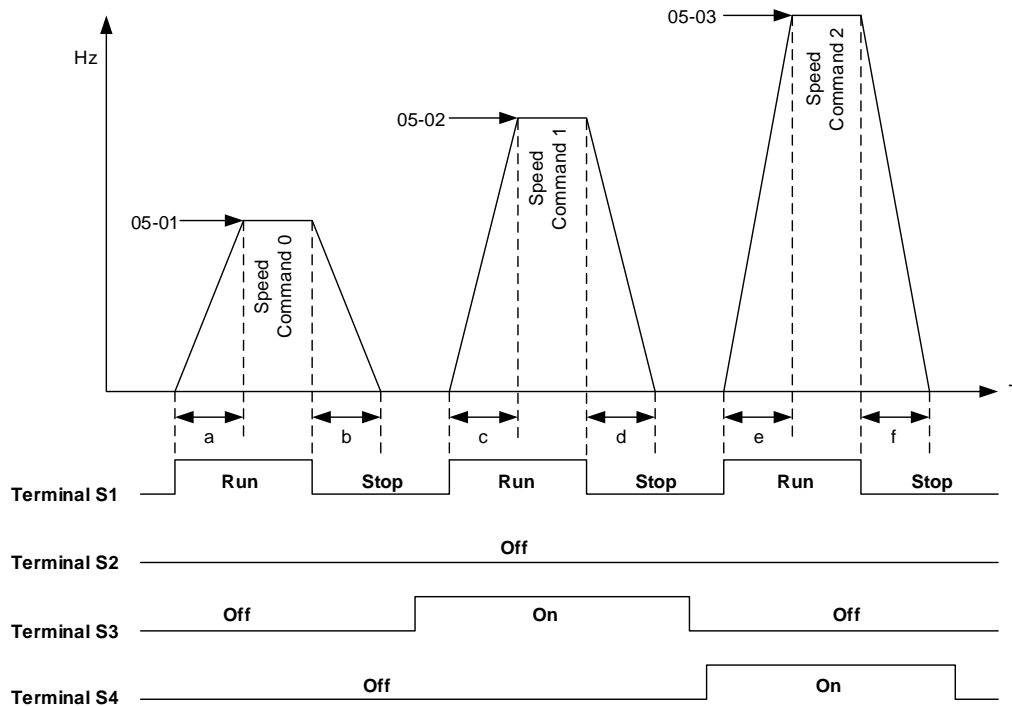 Hz
05-03
Speed
Command 2
05-02
Speed
Command 1
05-01
Speed
Command 0
a
b
c
d
e
f
Terminal S1
Run
Stop
Run
Stop
Run
Stop
Terminal S2
Off
Terminal S3
Off
On
Off
Terminal S4
Off
On